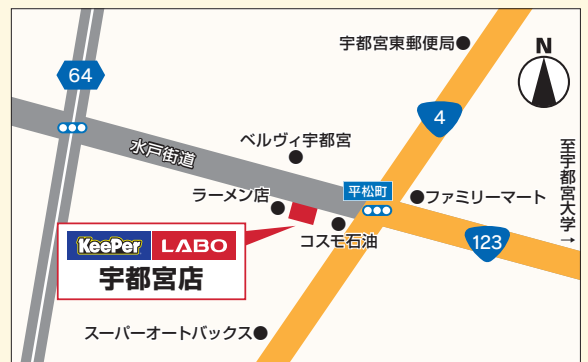 宇都宮東郵便局
N
64
4
水戸街道
ベルヴィ宇都宮
至宇都宮大学→
平松町
ラーメン店
ファミリーマート
コスモ石油
KeePer LABO
宇都宮店
123
スーパーオートバックス